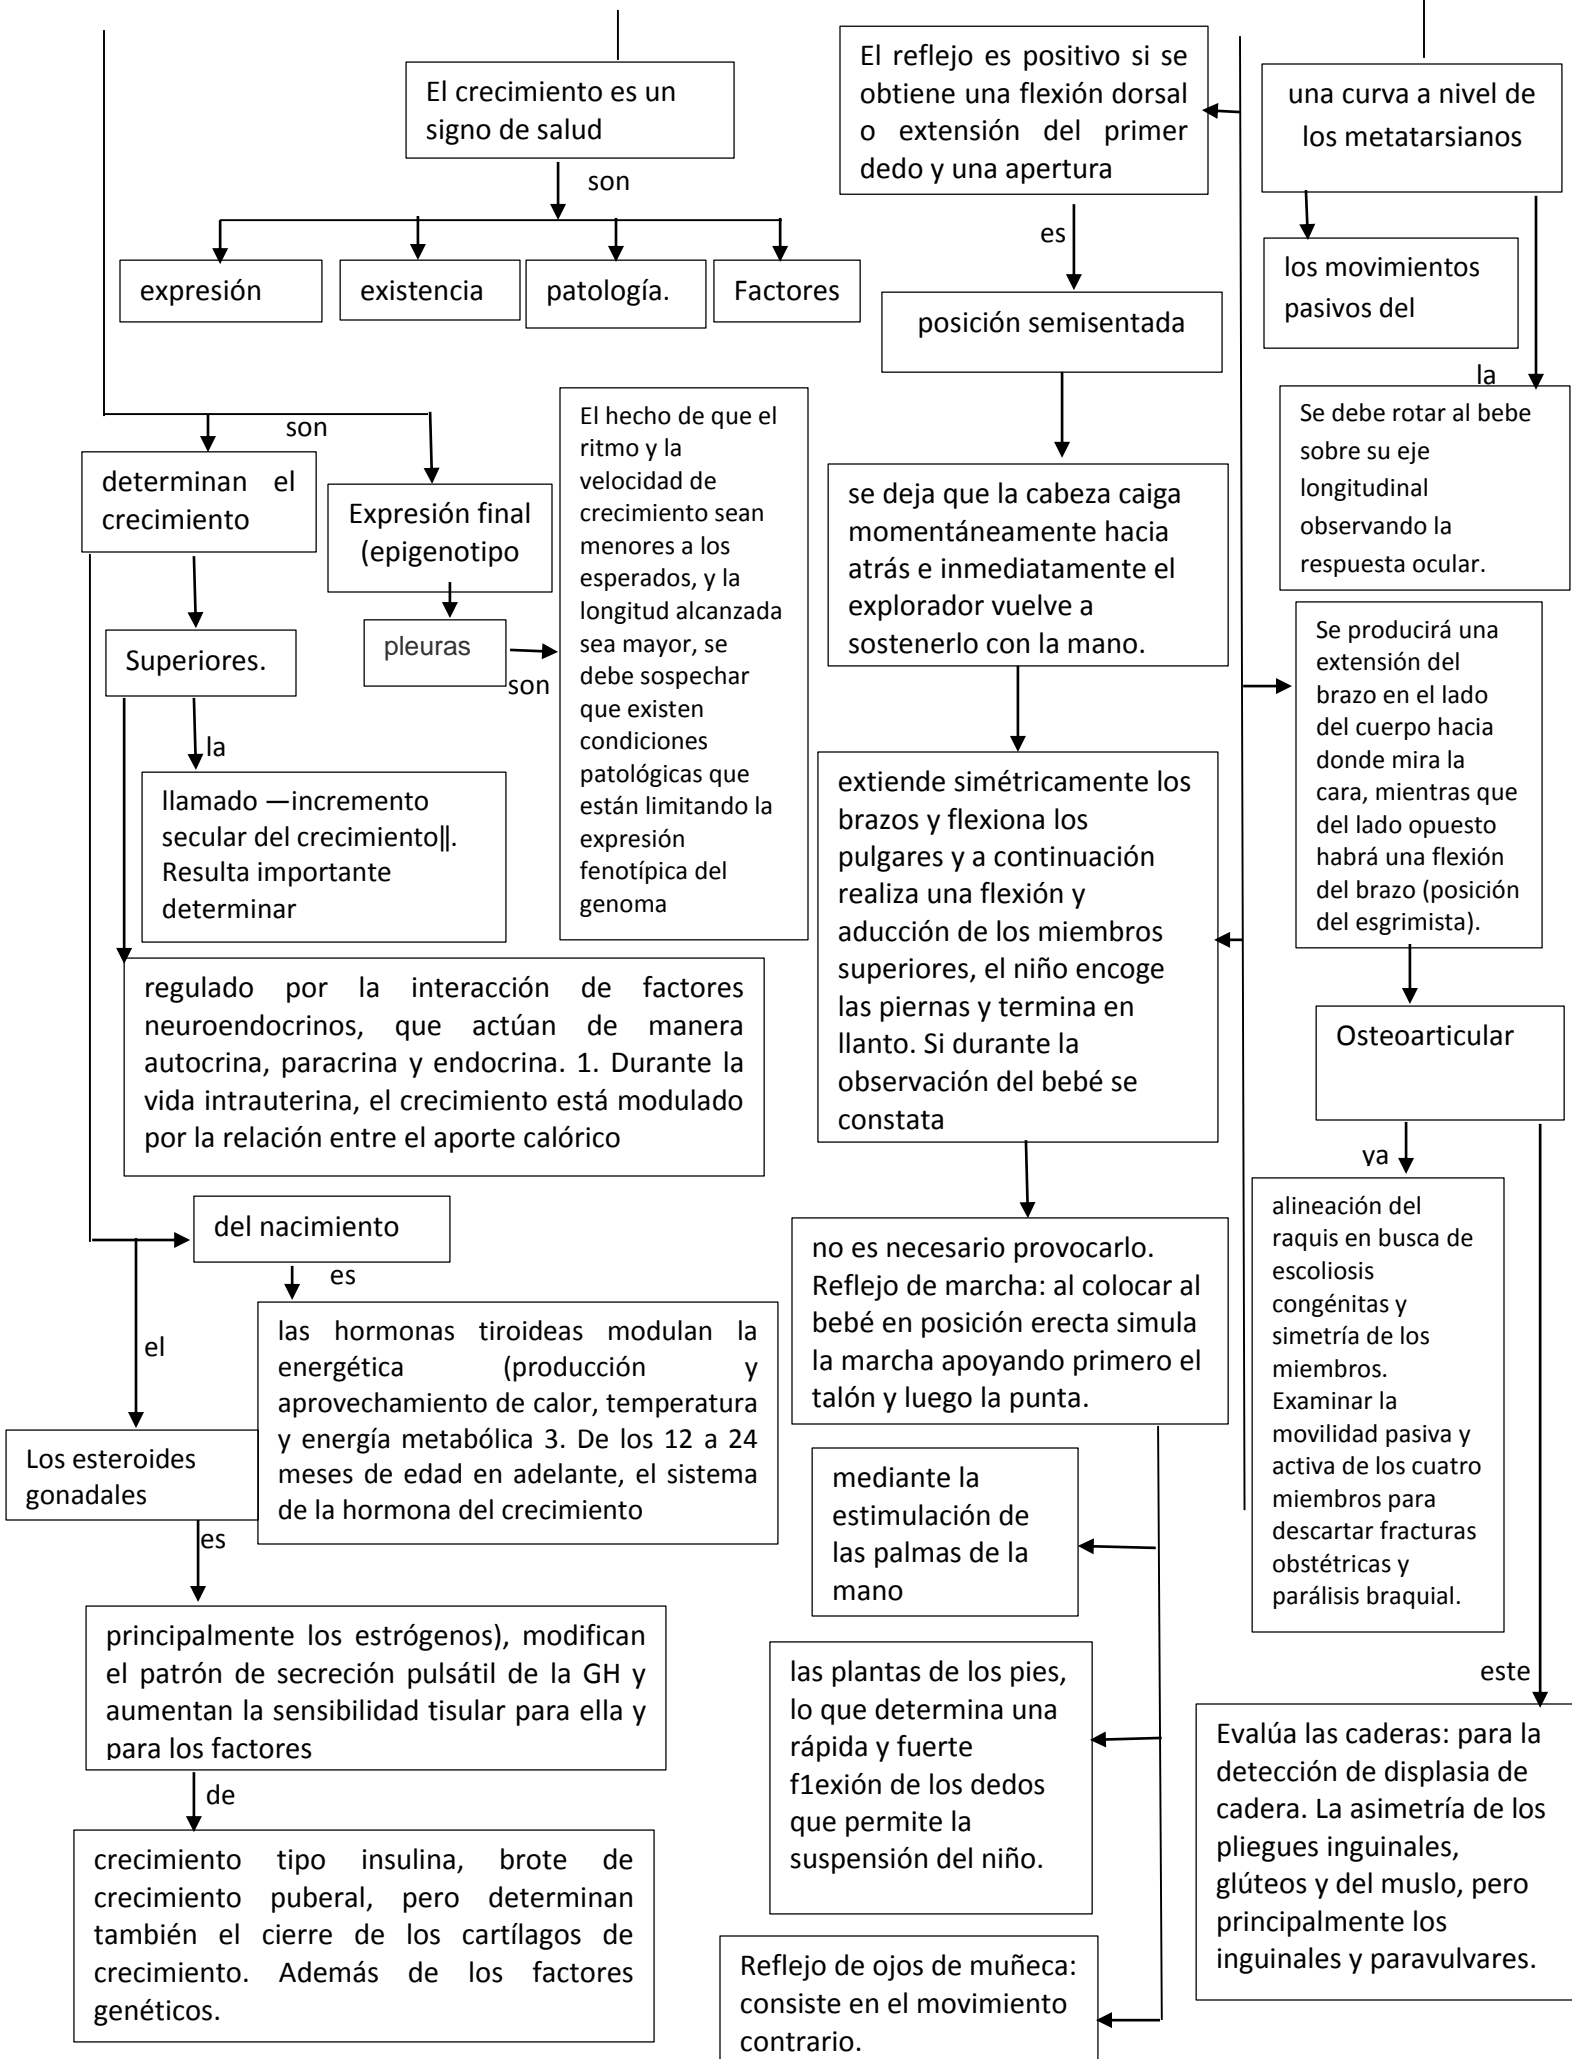 El crecimiento es un
signo de salud
son
expresión
existencia
patología.
Factores
son
determinan el
crecimiento
Expresión final
(epigenotipo
Superiores.
pleuras
son
El hecho de que el
ritmo y la
velocidad de
crecimiento sean
menores a los
esperados, y la
longitud alcanzada
sea mayor, se
debe sospechar
que existen
condiciones
patológicas que
están limitando la
expresión
fenotípica del
genoma
la
llamado —incremento
secular del crecimiento‖.
Resulta importante
determinar
regulado por la interacción de factores
neuroendocrinos, que actúan de manera
autocrina, paracrina y endocrina. 1. Durante la
vida intrauterina, el crecimiento está modulado
por la relación entre el aporte calórico
del nacimiento
es
el
las hormonas tiroideas modulan la
energética (producción y
aprovechamiento de calor, temperatura
y energía metabólica 3. De los 12 a 24
meses de edad en adelante, el sistema
de la hormona del crecimiento
Los esteroides
gonadales
es
principalmente los estrógenos), modifican
el patrón de secreción pulsátil de la GH y
aumentan la sensibilidad tisular para ella y
para los factores
de
crecimiento tipo insulina, brote de
crecimiento puberal, pero determinan
también el cierre de los cartílagos de
crecimiento. Además de los factores
genéticos.
El reflejo es positivo si se
obtiene una flexión dorsal
o extensión del primer
dedo y una apertura
es
posición semisentada
se deja que la cabeza caiga
momentáneamente hacia
atrás e inmediatamente el
explorador vuelve a
sostenerlo con la mano.
extiende simétricamente los
brazos y flexiona los
pulgares y a continuación
realiza una flexión y
aducción de los miembros
superiores, el niño encoge
las piernas y termina en
llanto. Si durante la
observación del bebé se
constata
no es necesario provocarlo.
Reflejo de marcha: al colocar al
bebé en posición erecta simula
la marcha apoyando primero el
talón y luego la punta.
mediante la
estimulación de
las palmas de la
mano
las plantas de los pies,
lo que determina una
rápida y fuerte
f1exión de los dedos
que permite la
suspensión del niño.
Reflejo de ojos de muñeca:
consiste en el movimiento
contrario.
una curva a nivel de
los metatarsianos
los movimientos
pasivos del
la
Se debe rotar al bebe
sobre su eje
longitudinal
observando la
respuesta ocular.
Se producirá una
extensión del
brazo en el lado
del cuerpo hacia
donde mira la
cara, mientras que
del lado opuesto
habrá una flexión
del brazo (posición
del esgrimista).
Osteoarticular
ya
alineación del
raquis en busca de
escoliosis
congénitas y
simetría de los
miembros.
Examinar la
movilidad pasiva y
activa de los cuatro
miembros para
descartar fracturas
obstétricas y
parálisis braquial.
este
Evalúa las caderas: para la
detección de displasia de
cadera. La asimetría de los
pliegues inguinales,
glúteos y del muslo, pero
principalmente los
inguinales y paravulvares.